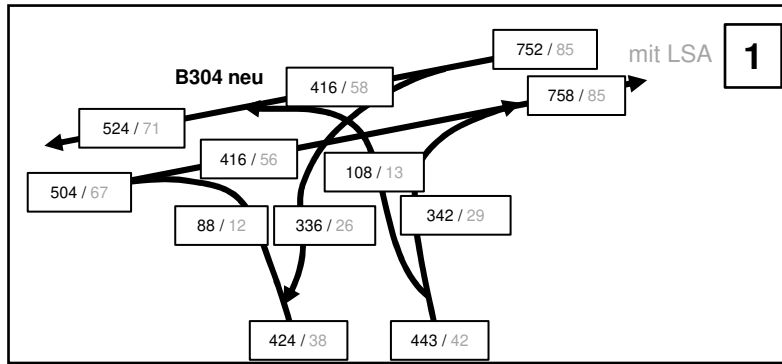 752 / 85
mit LSA
1
B304 neu
416 / 58
758 / 85
524 / 71
416 / 56
108 / 13
504 / 67
88 / 12
336 / 26
342 / 29
424 / 38
443 / 42